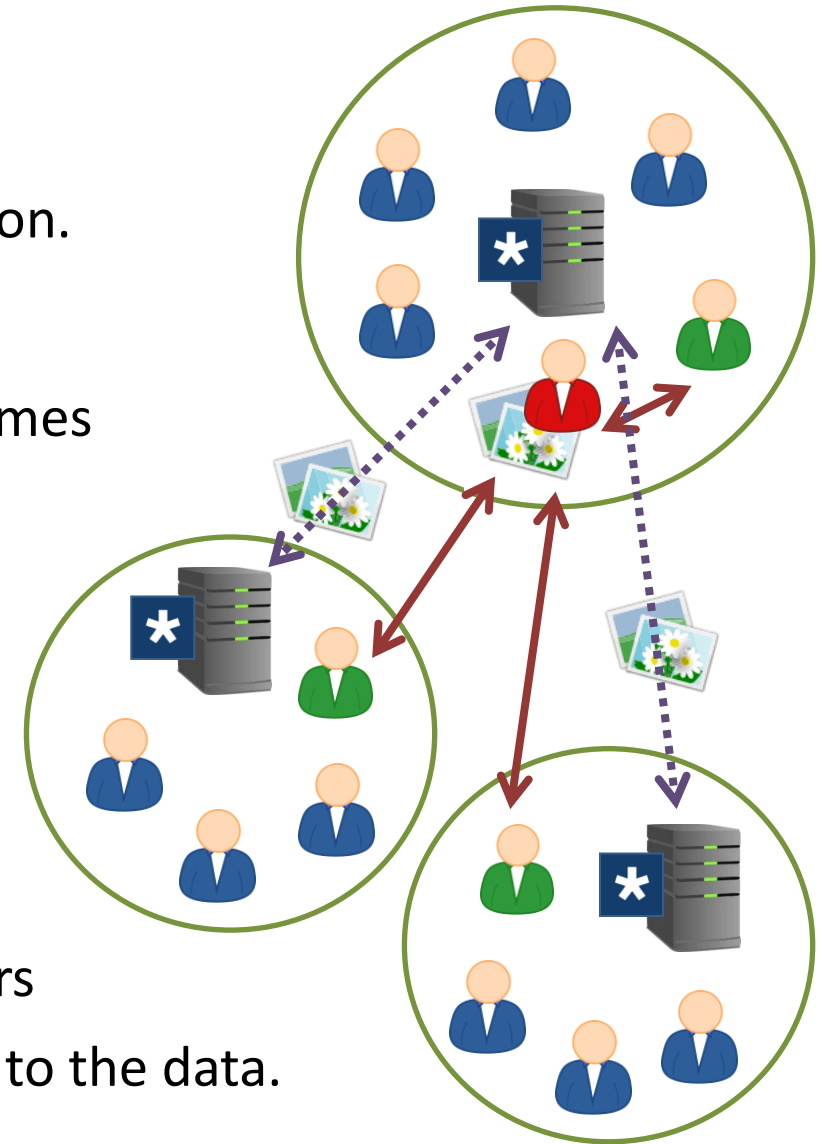 on.
*
mes
*
*
rs
to the data.